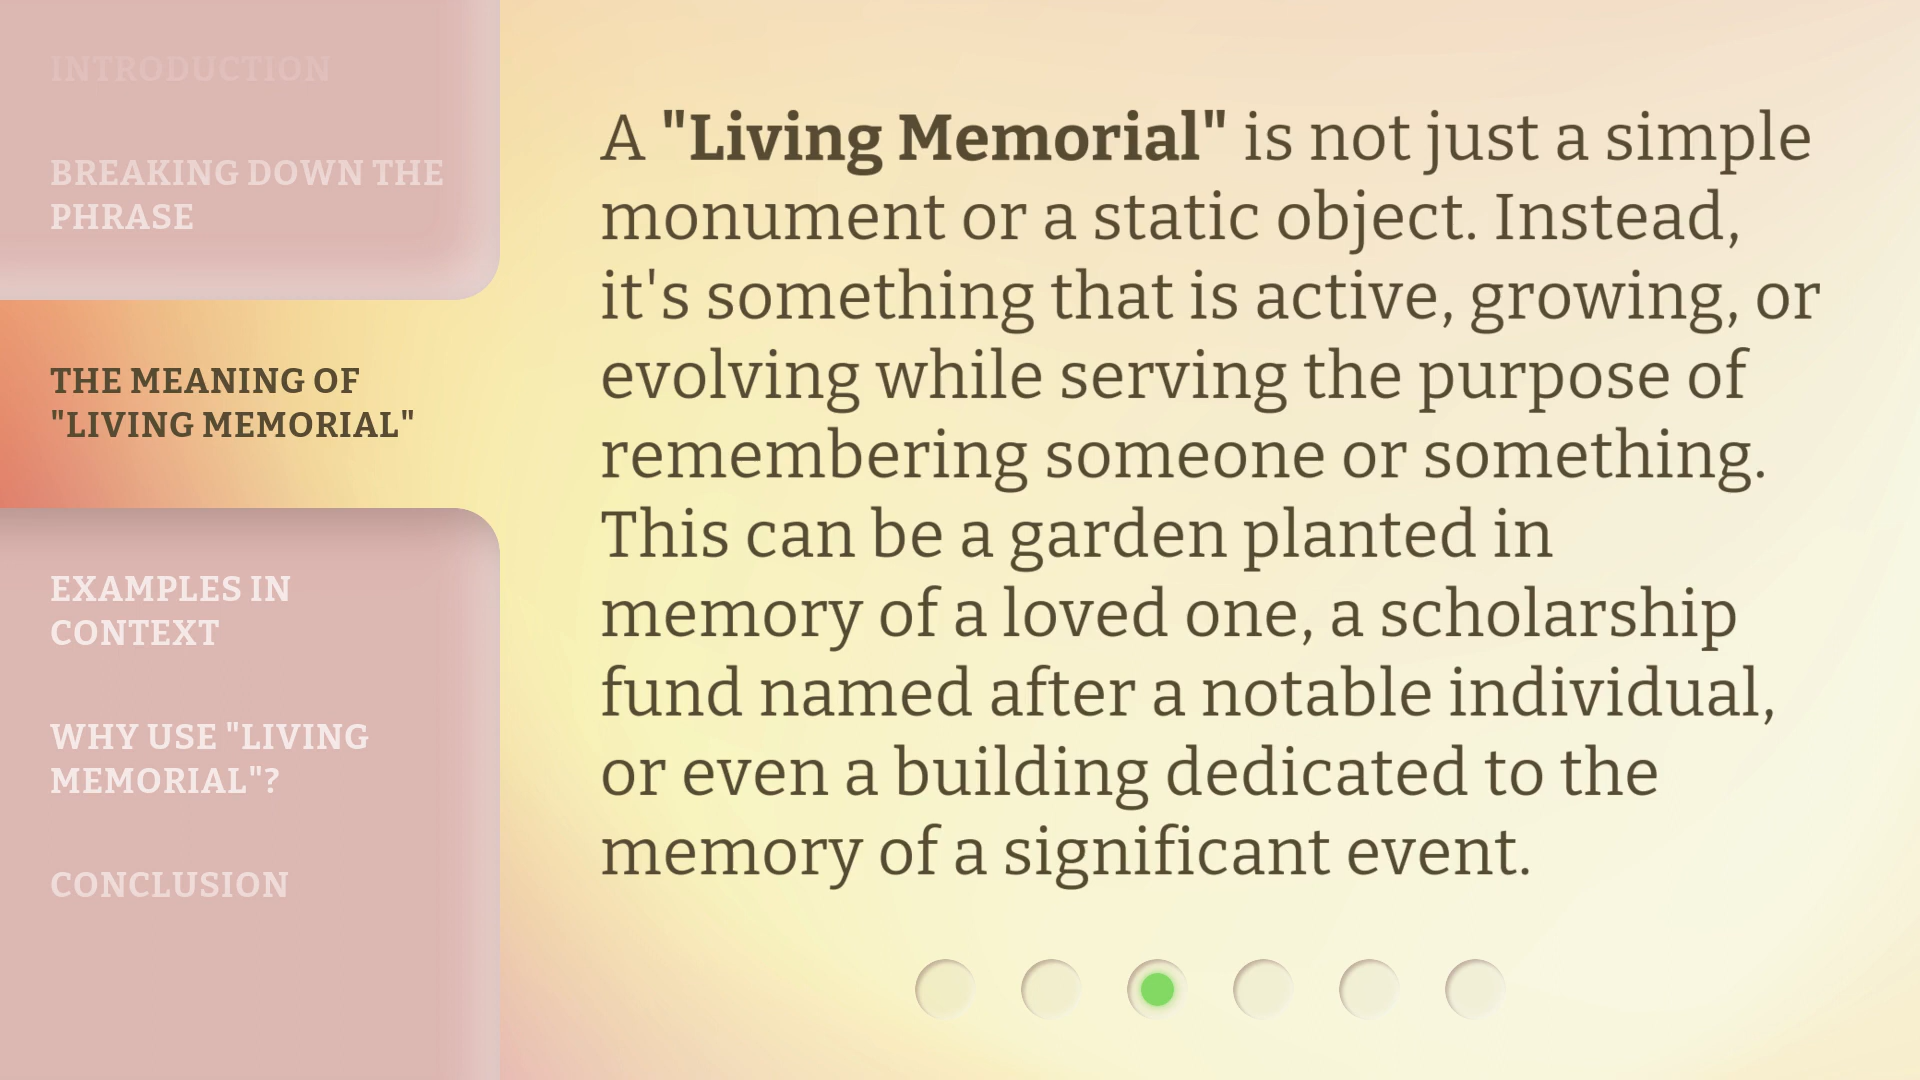 INTRODUCTION
BREAKING DOWN THE
PHRASE
THE MEANING OF
"LIVING MEMORIAL"
EXAMPLES IN
CONTEXT
WHY USE "LIVING
MEMORIAL"?
CONCLUSION
A "Living Memorial" is not just a simple
monument or a static object. Instead,
it's something that is active, growing, or
evolving while serving the purpose of
remembering someone or something.
This can be a garden planted in
memory of a loved one, a scholarship
fund named after a notable individual,
or even a building dedicated to the
memory of a significant event.